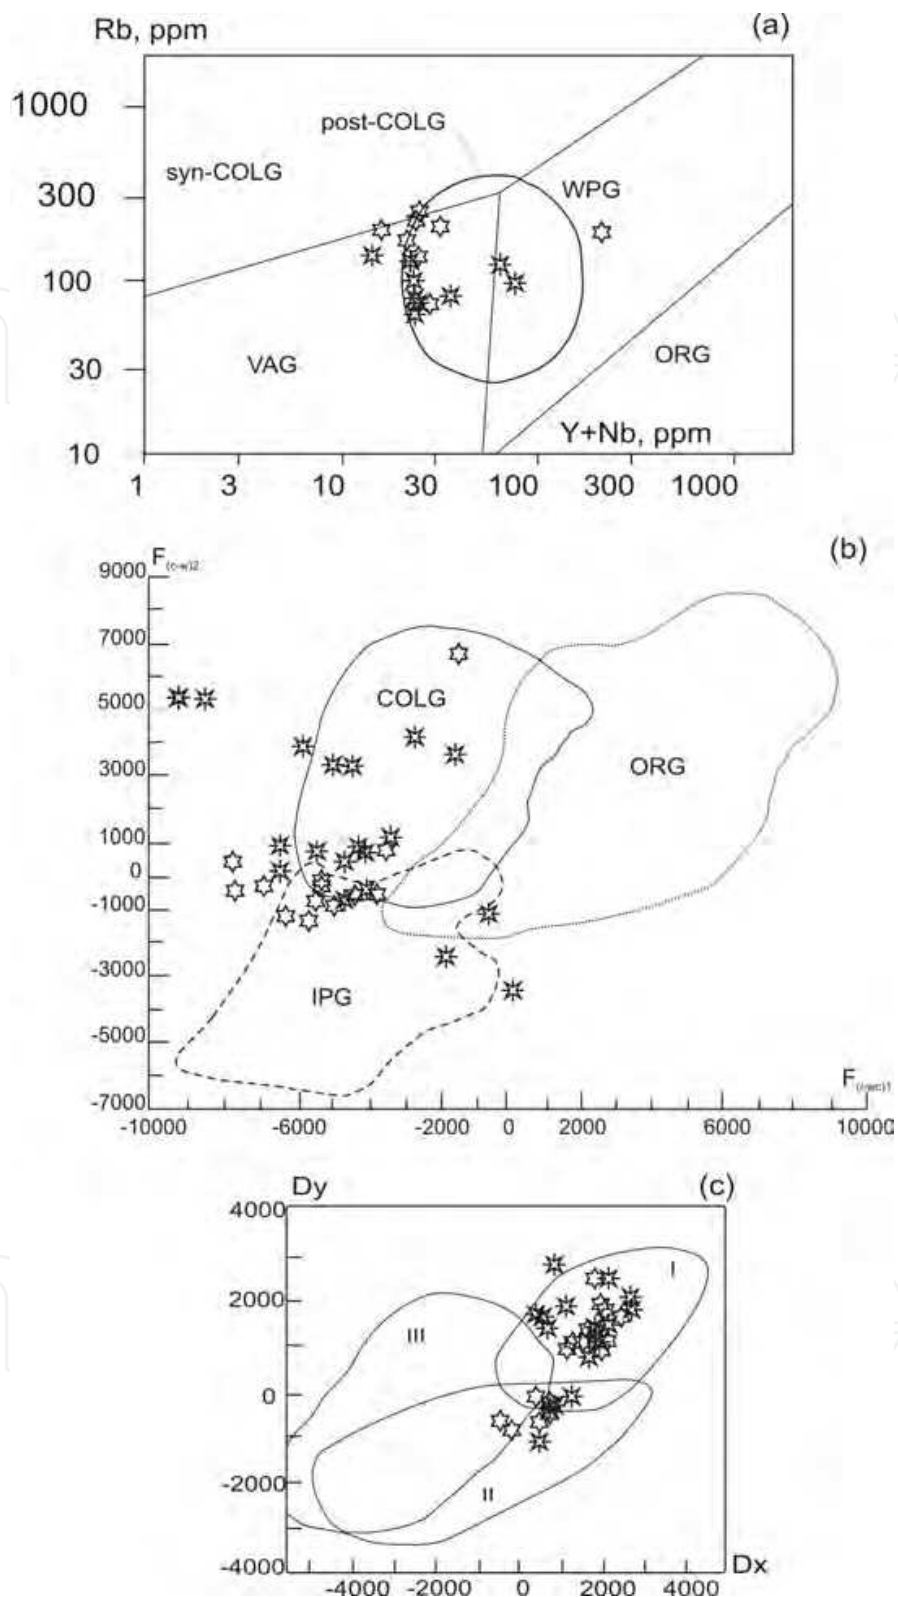 Rb, ppm
(a)
1000
post-COLG
syn-COLG
WPG
300
100
VAG
ORG
30
Y+Nb, ppm
10
1 3 10 30 100 300 1000
(b)
9000
7000
COLG
5000
ORG
3000
1000
0
-1000
-3000
IPG
-5000
-7000
-10000 -6000 -2000 0 2000 6000 10000
Dy
(c)
4000
I
2000
III
0
-2000
II
-4000
Dx
-4000 -2000 0 2000 4000